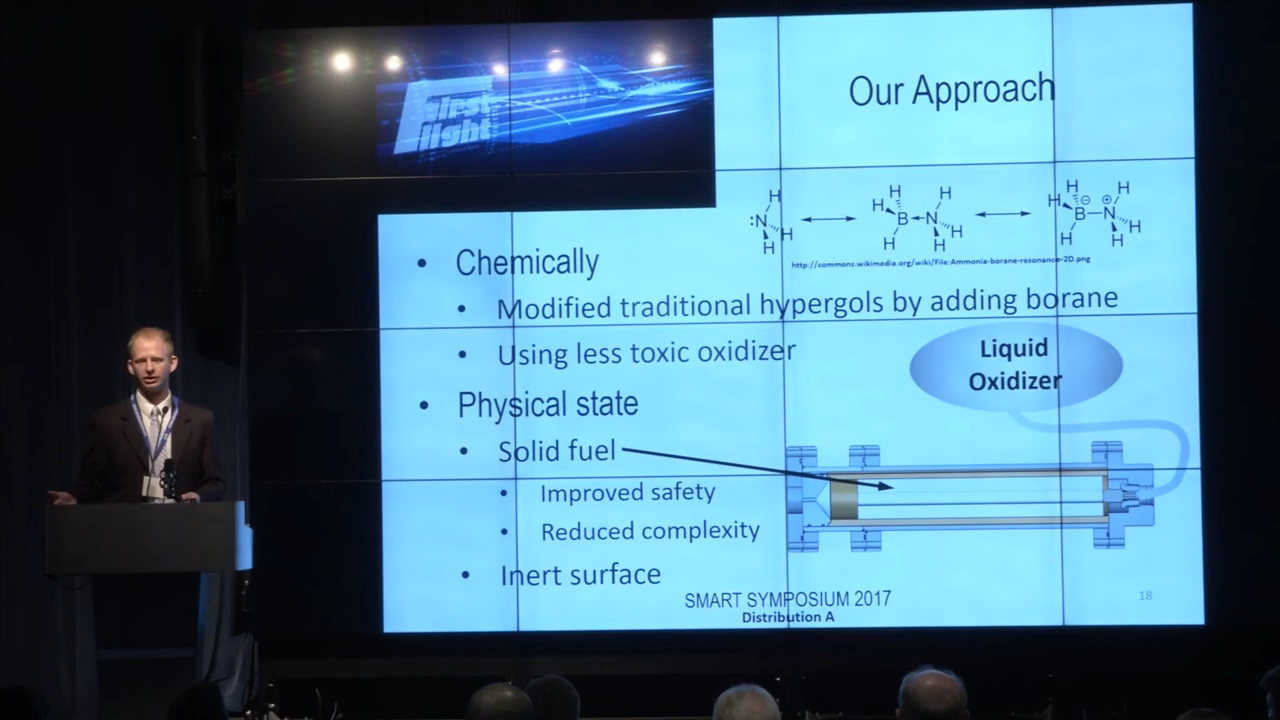 First
flight
Our Approach
H
:N
H
H
H
H
H
B
N
H
H
H
H
H
H
H
⊖
⊕
B
N
H
H
H
http://commons.wikimedia.org/wiki/File:Ammonia-borane-resonance-2D.png
• Chemically
• Modified traditional hypergols by adding borane
• Using less toxic oxidizer
Liquid
Oxidizer
• Physical state
• Solid fuel
• Improved safety
• Reduced complexity
• Inert surface
SMART SYMPOSIUM 2017
Distribution A
18